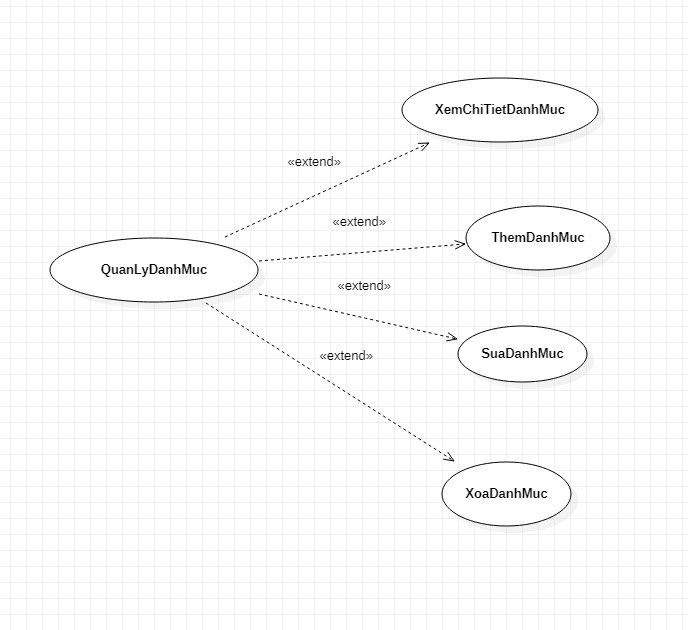 XemChiTietDanhMuc
«extend»
«extend»
ThemDanhMuc
QuanLyDanhMuc
«extend»
SuaDanhMuc
«extend»
XoaDanhMuc